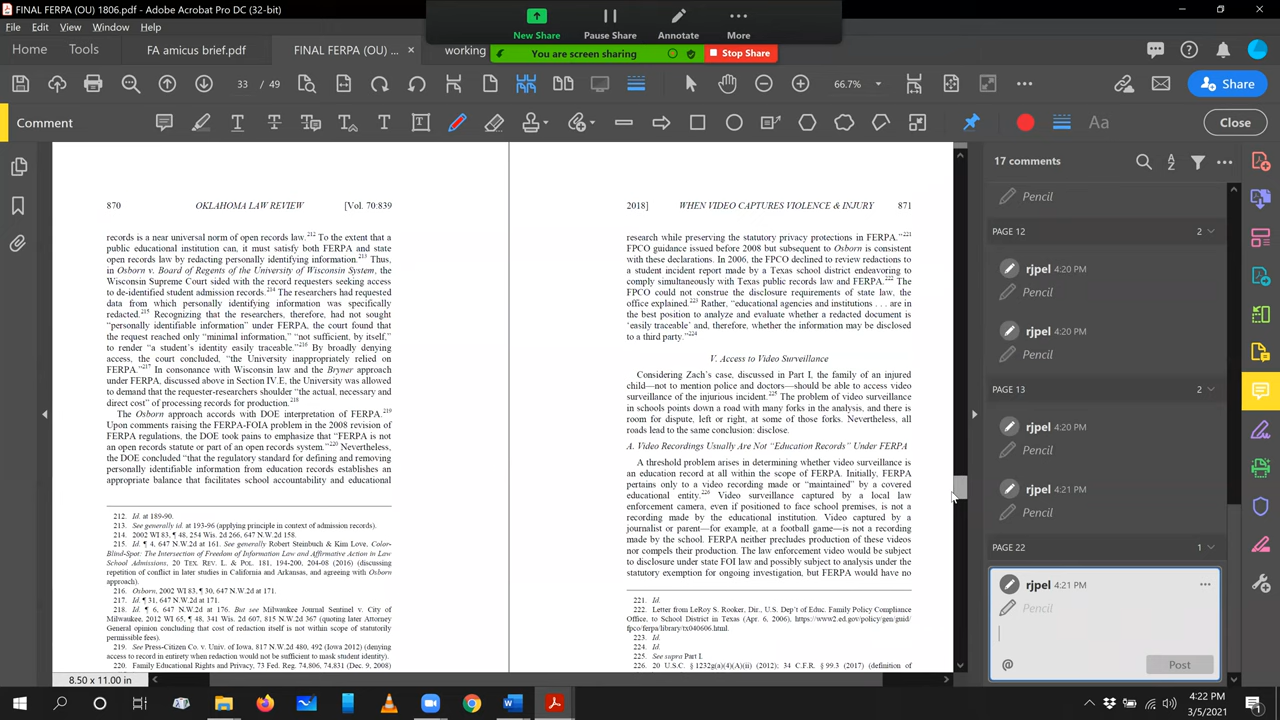 FINAL FERPA (OU) 1806.pdf - Adobe Acrobat Pro DC (32-bit)
File Edit View Window
New Share Pause Share Annotate More
Home Tools FA amicus brief.pdf FINAL FERPA (OU) ... × working
You are screen sharing Stop Share
33 / 49 66.7% Share
Comment Close
17 comments
870 OKLAHOMA LAW REVIEW [Vol. 70:839
records is a near universal norm of open records law.212 To the extent that a
public educational institution can, it must satisfy both FERPA and state
open records law by redacting personally identifying information.213 Thus,
in Osborn v. Board of Regents of the University of Wisconsin System, the
Wisconsin Supreme Court sided with the record requesters seeking access
to de-identified student admission records.214 The researchers had requested
data from which personally identifying information was specifically
redacted.215 Recognizing that the researchers, therefore, had not sought
“personally identifiable information” under FERPA, the court found that
the request reached only “minimal information,” “not sufficient, by itself,”
to render “a student’s identity easily traceable.”216 By broadly denying
access, the court concluded, “the University inappropriately relied on
FERPA.”217 In consonance with Wisconsin law and the Bryner approach
under FERPA, discussed above in Section IV.E, the University was allowed
to demand that the requester-researchers shoulder “the actual, necessary and
direct cost” of processing records for production.218
The Osborn approach accords with DOE interpretation of FERPA.219
Upon comments raising the FERPA-FOIA problem in the 2008 revision of
FERPA regulations, the DOE took pains to emphasize that “FERPA is not
an open records statute or part of an open records system.”220 Nevertheless,
the DOE concluded “that the regulatory standard for defining and removing
personally identifiable information from education records establishes an
appropriate balance that facilitates school accountability and educational
212. Id. at 189-90.
213. See generally id. at 193-96 (applying principle in context of admission records).
214. 2002 WI 83, ¶ 48, 254 Wis. 2d 266, 647 N.W.2d 158.
215. Id. ¶ 4, 647 N.W.2d at 161. See generally Robert Steinbuch & Kim Love, Color-
Blind-Spot: The Intersection of Freedom of Information Law and Affirmative Action in Law
School Admissions, 20 TEX. REV. L. & POL. 181, 194-200, 204-08 (2016) (discussing
repetition of conflict in later studies in California and Arkansas, and agreeing with Osborn
approach).
216. Osborn, 2002 WI 83, ¶ 30, 647 N.W.2d at 171.
217. Id. ¶ 31, 647 N.W.2d at 171.
218. Id. ¶ 6, 647 N.W.2d at 176. But see Milwaukee Journal Sentinel v. City of
Milwaukee, 2012 WI 65, ¶ 48, 341 Wis. 2d 607, 815 N.W.2d 367 (quoting later Attorney
General opinion concluding that cost of redaction itself is not within scope of statutorily
permissible fees).
219. See Press-Citizen Co. v. Univ. of Iowa, 817 N.W.2d 480, 492 (Iowa 2012) (denying
access to record in entirety when redaction would not be sufficient to mask student identity).
220. Family Educational Rights and Privacy, 73 Fed. Reg. 74,806, 74,831 (Dec. 9, 2008)
2018] WHEN VIDEO CAPTURES VIOLENCE & INJURY 871
research while preserving the statutory privacy protections in FERPA.”221
FPCO guidance issued before 2008 but subsequent to Osborn is consistent
with these declarations. In 2006, the FPCO declined to review redactions to
a student incident report made by a Texas school district endeavoring to
comply simultaneously with Texas public records law and FERPA.222 The
FPCO could not construe the disclosure requirements of state law, the
office explained.223 Rather, “educational agencies and institutions . . . are in
the best position to analyze and evaluate whether a redacted document is
‘easily traceable’ and, therefore, whether the information may be disclosed
to a third party.”224
V. Access to Video Surveillance
Considering Zach’s case, discussed in Part I, the family of an injured
child—not to mention police and doctors—should be able to access video
surveillance of the injurious incident.225 The problem of video surveillance
in schools points down a road with many forks in the analysis, and there is
room for dispute, left or right, at some of those forks. Nevertheless, all
roads lead to the same conclusion: disclose.
A. Video Recordings Usually Are Not “Education Records” Under FERPA
A threshold problem arises in determining whether video surveillance is
an education record at all within the scope of FERPA. Initially, FERPA
pertains only to a video recording made or “maintained” by a covered
educational entity.226 Video surveillance captured by a local law
enforcement camera, even if positioned to face school premises, is not a
recording made by the educational institution. Video captured by a
journalist or parent—for example, at a football game—is not a recording
made by the school. FERPA neither precludes production of these videos
nor compels their production. The law enforcement video would be subject
to disclosure under state FOI law and possibly subject to analysis under the
statutory exemption for ongoing investigation, but FERPA would have no
221. Id.
222. Letter from LeRoy S. Rooker, Dir., U.S. Dep’t of Educ. Family Policy Compliance
Office, to School District in Texas (Apr. 6, 2006), https://www2.ed.gov/policy/gen/guid/
fpco/ferpa/library/tx040606.html.
223. Id.
224. Id.
225. See supra Part I.
226. 20 U.S.C. § 1232g(a)(4)(A)(ii) (2012); 34 C.F.R. § 99.3 (2017) (definition of
Pencil
PAGE 12 2
rjpel 4:20 PM
Pencil
rjpel 4:20 PM
Pencil
PAGE 13 2
rjpel 4:20 PM
Pencil
rjpel 4:21 PM
Pencil
PAGE 22 1
rjpel 4:21 PM
Pencil
@ Post
8.50 x 11.00 in
4:22 PM
3/5/2021